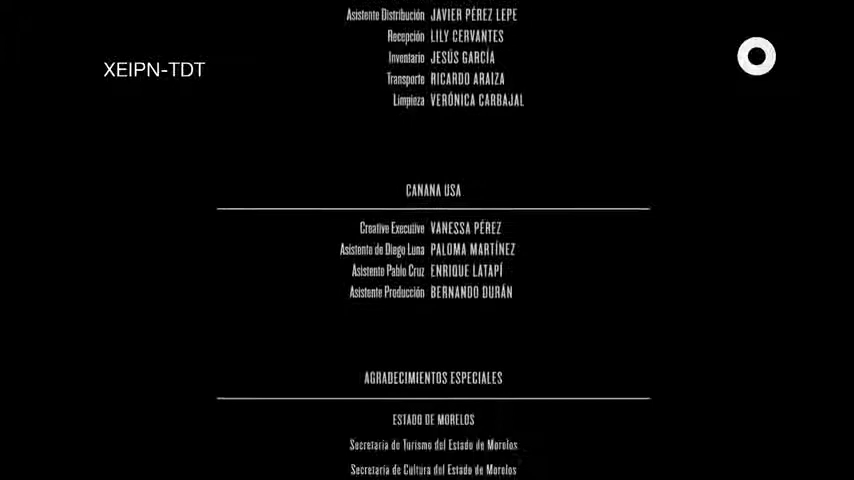 Asistente Distribución JAVIER PÉREZ LEPE
Recepción LILY CERVANTES
Inventario JESÚS GARCÍA
XEIPN-TDT
Transporte RICARDO ARAIZA
Limpieza VERÓNICA CARBAJAL
CANANA USA
Creative Executive VANESSA PÉREZ
Asistente de Diego Luna PALOMA MARTÍNEZ
Asistente Pablo Cruz ENRIQUE LATAPÍ
Asistente Producción BERNANDO DURÁN
AGRADECIMIENTOS ESPECIALES
ESTADO DE MORELOS
Secretaría de Turismo del Estado de Morelos
Secretaría de Cultura del Estado de Morelos